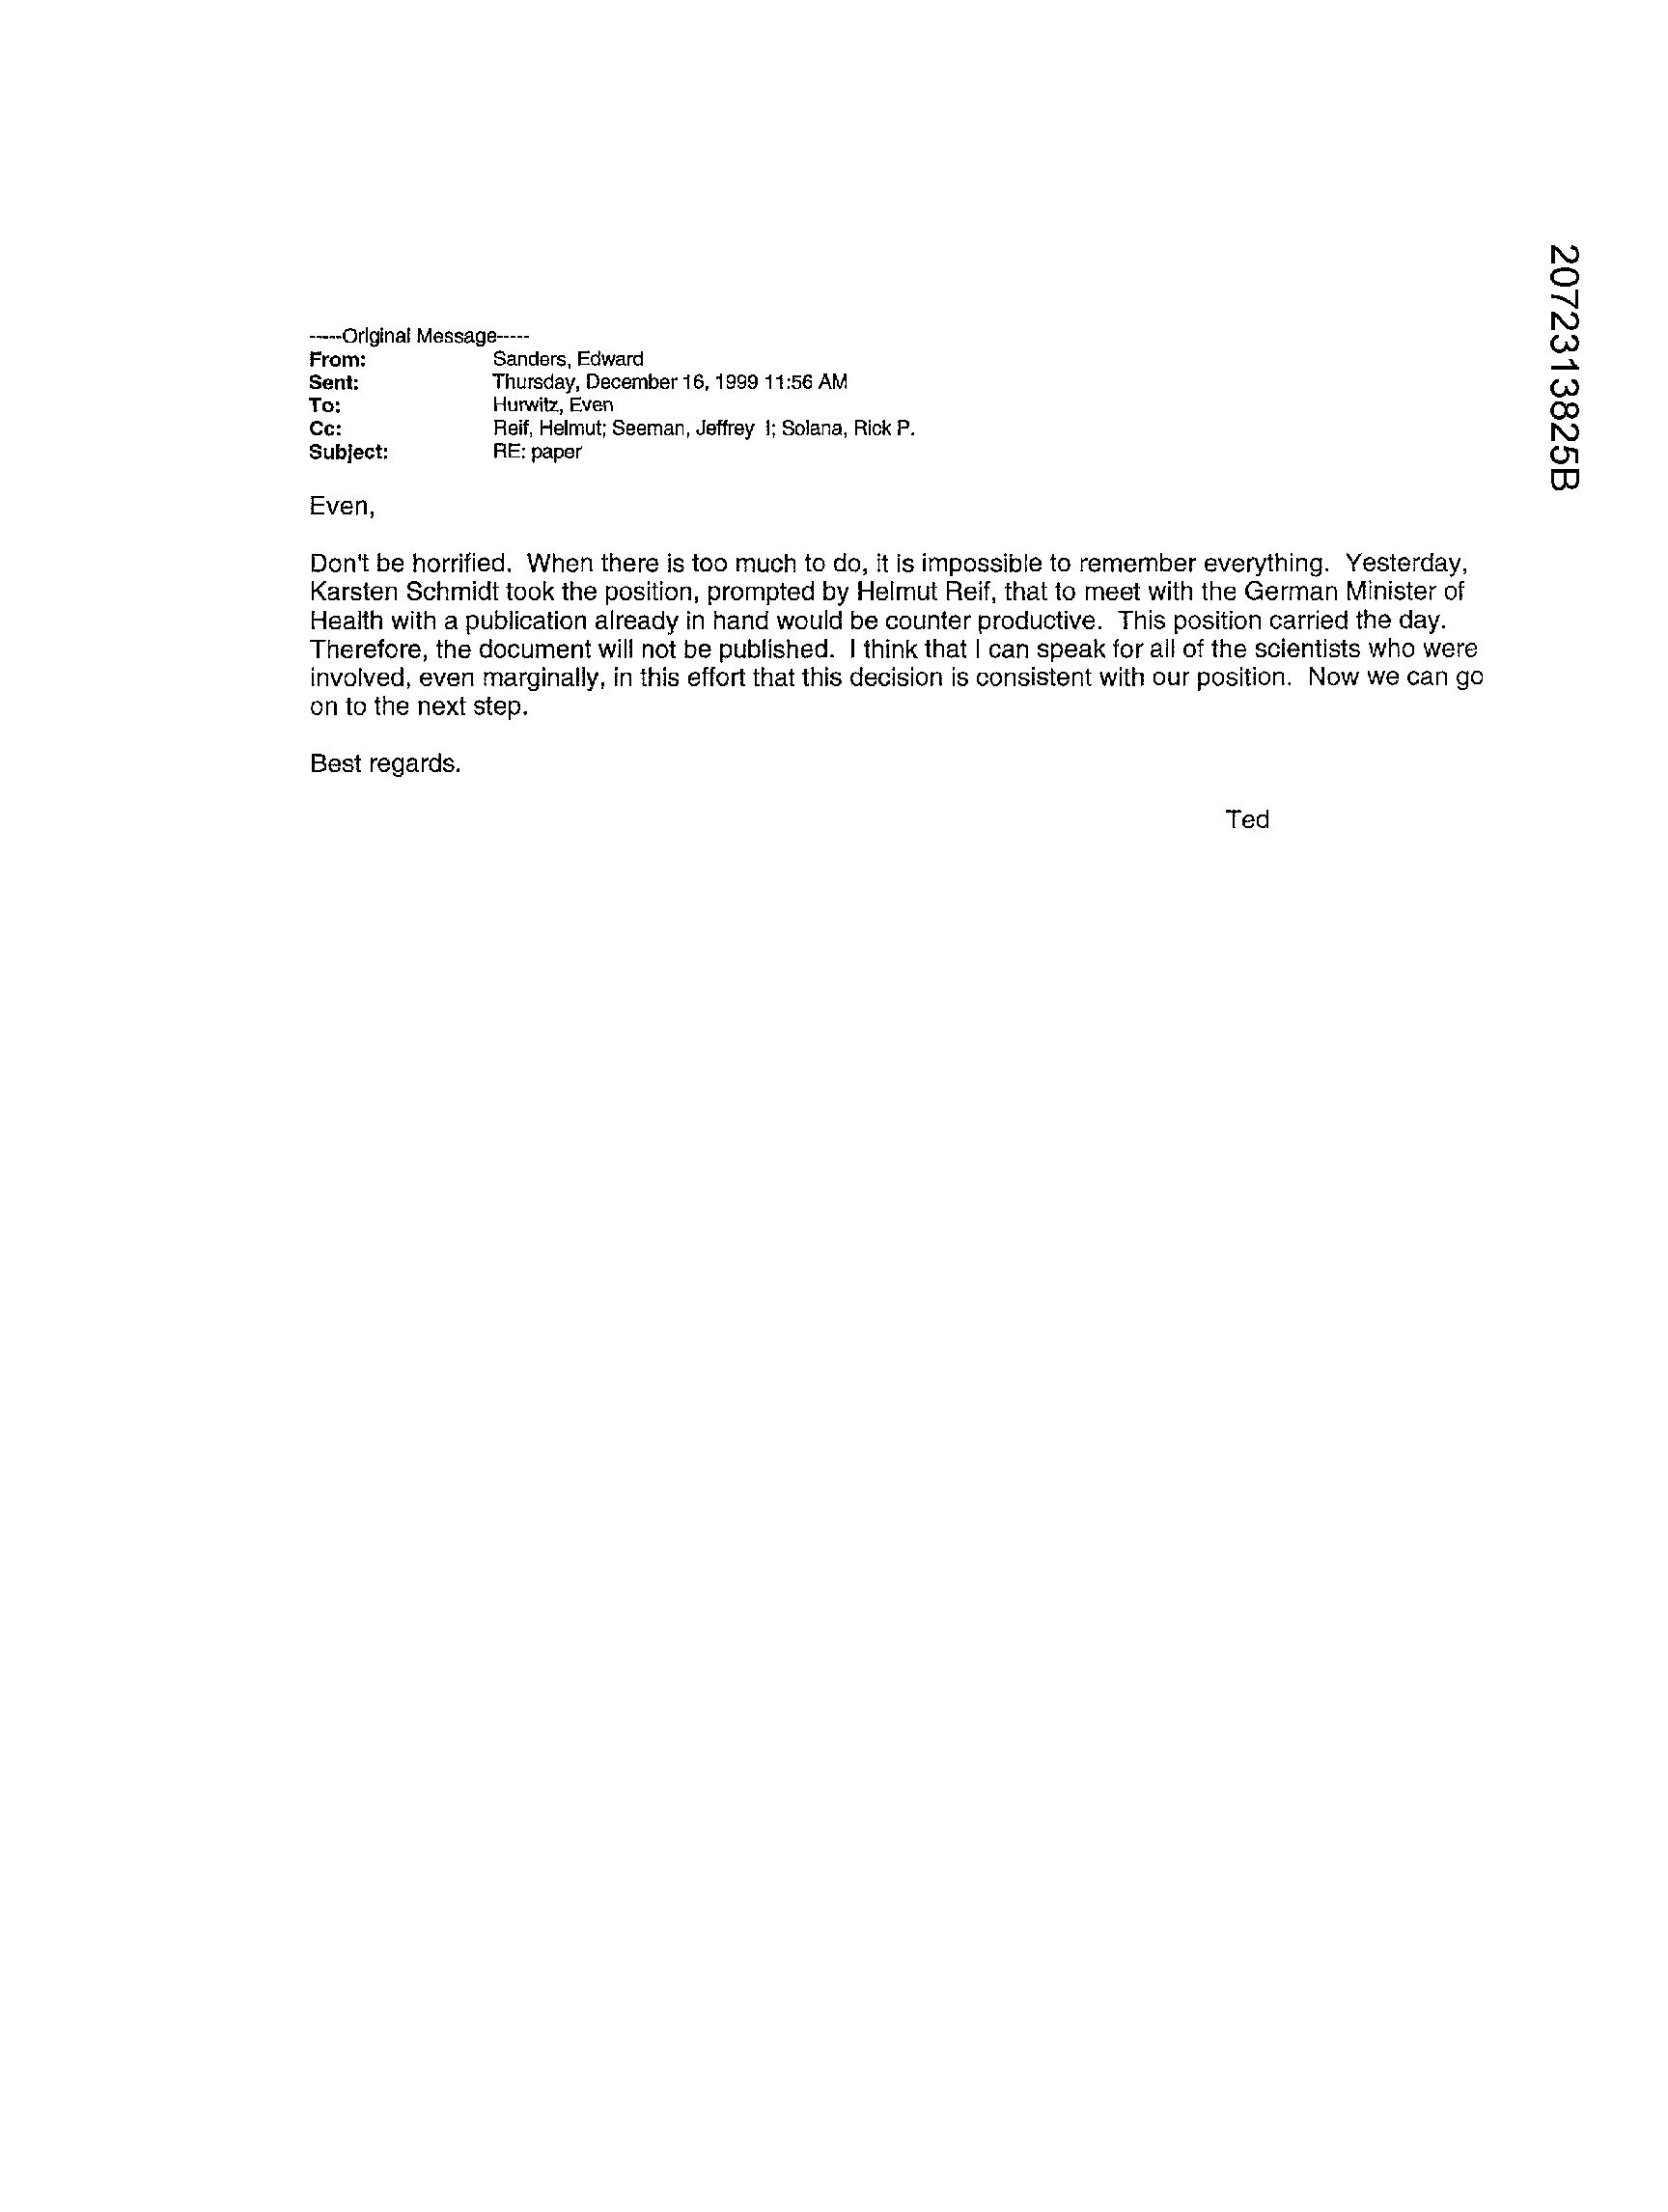 -----Original Message-----
From: Sanders, Edward
Sent: Thursday, December 16, 1999 11:56 AM
To: Hurwitz, Even
Cc: Reif, Helmut; Seeman, Jeffrey I; Solana, Rick P.
Subject: RE: paper
Even,
Don't be horrified. When there is too much to do, it is impossible to remember everything. Yesterday,
Karsten Schmidt took the position, prompted by Helmut Reif, that to meet with the German Minister of
Health with a publication already in hand would be counter productive. This position carried the day.
Therefore, the document will not be published. I think that I can speak for all of the scientists who were
involved, even marginally, in this effort that this decision is consistent with our position. Now we can go
on to the next step.
Best regards.
Ted
2072313825B